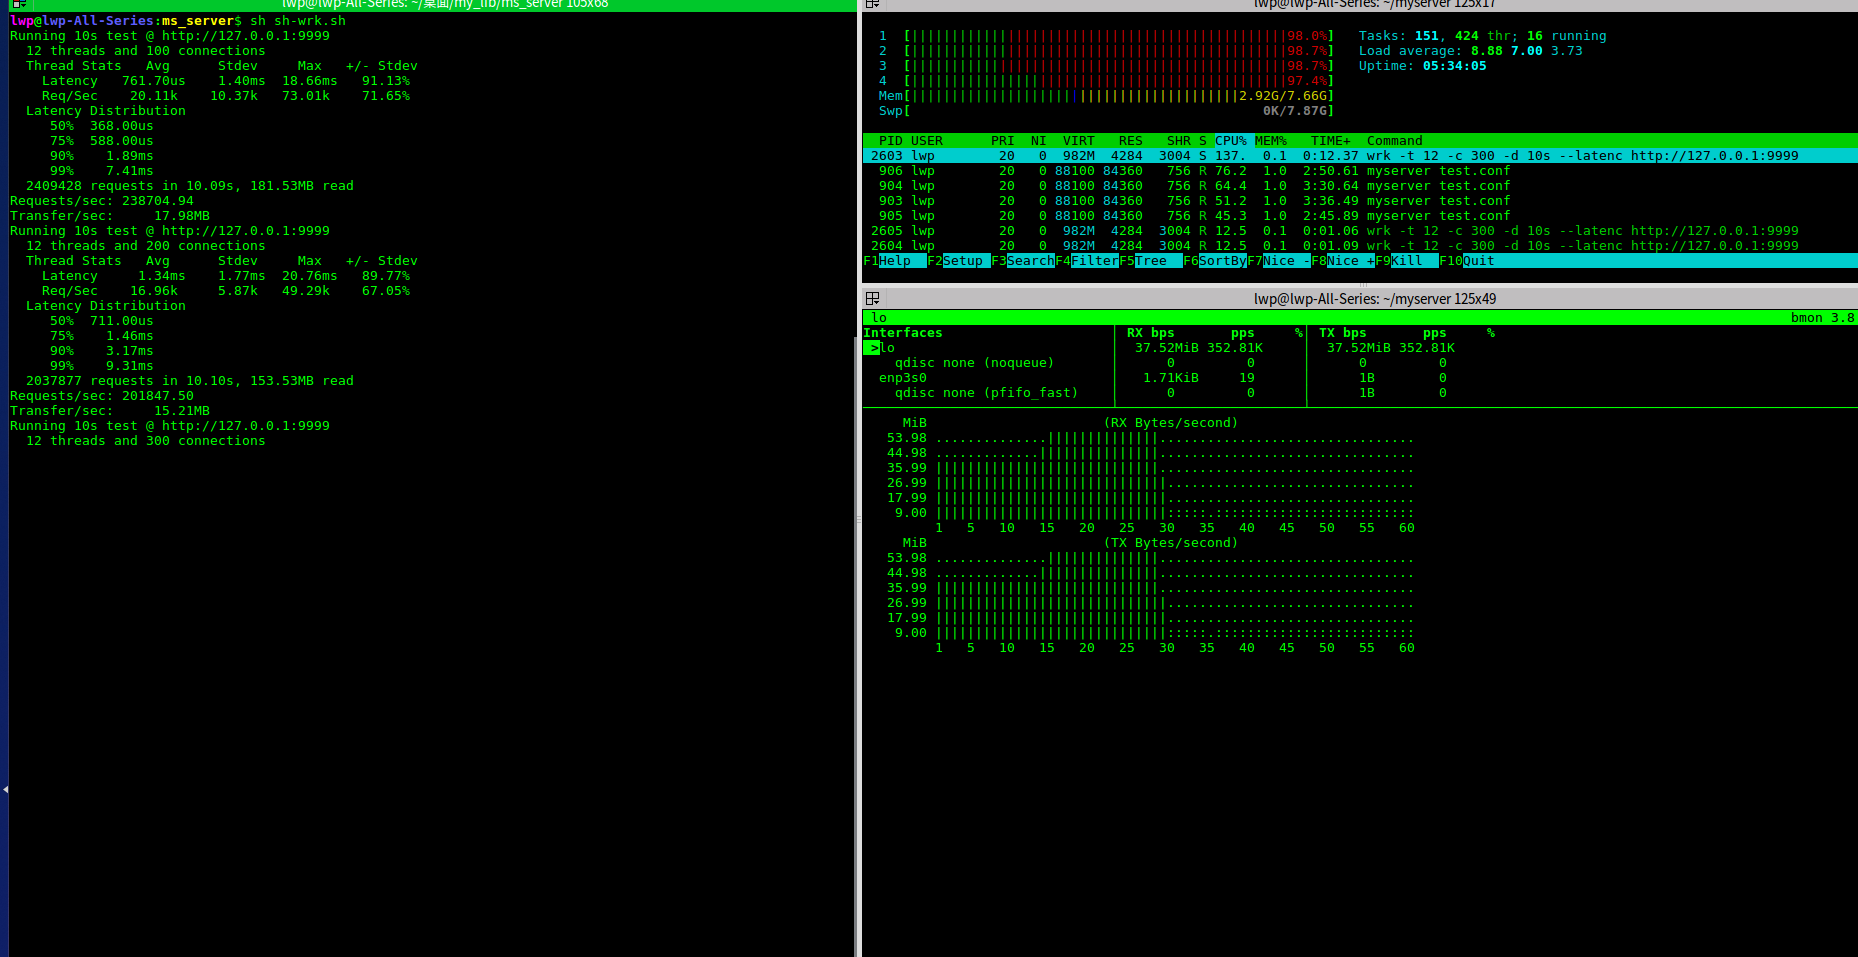 lwp@lwp-All-Series: ~/桌面/my_lib/ms_server 105x68
lwp@lwp-All-Series:ms_server$ sh sh-wrk.sh
Running 10s test @ http://127.0.0.1:9999
12 threads and 100 connections
Thread Stats Avg Stdev Max +/- Stdev
Latency 761.70us 1.40ms 18.66ms 91.13%
Req/Sec 20.11k 10.37k 73.01k 71.65%
Latency Distribution
50% 368.00us
75% 588.00us
90% 1.89ms
99% 7.41ms
2409428 requests in 10.09s, 181.53MB read
Requests/sec: 238704.94
Transfer/sec: 17.98MB
Running 10s test @ http://127.0.0.1:9999
12 threads and 200 connections
Thread Stats Avg Stdev Max +/- Stdev
Latency 1.34ms 1.77ms 20.76ms 89.77%
Req/Sec 16.96k 5.87k 49.29k 67.05%
Latency Distribution
50% 711.00us
75% 1.46ms
90% 3.17ms
99% 9.31ms
2037877 requests in 10.10s, 153.53MB read
Requests/sec: 201847.50
Transfer/sec: 15.21MB
Running 10s test @ http://127.0.0.1:9999
12 threads and 300 connections
lwp@lwp-All-Series: ~/myserver 125x17
1 [98.0%] Tasks: 151, 424 thr; 16 running
2 [98.7%] Load average: 8.88 7.00 3.73
3 [98.7%] Uptime: 05:34:05
4 [97.4%]
Mem[2.92G/7.66G]
Swp[0K/7.87G]
PID USER PRI NI VIRT RES SHR S CPU% MEM% TIME+ Command
2603 lwp 20 0 982M 4284 3004 S 137. 0.1 0:12.37 wrk -t 12 -c 300 -d 10s --latenc http://127.0.0.1:9999
906 lwp 20 0 88100 84360 756 R 76.2 1.0 2:50.61 myserver test.conf
904 lwp 20 0 88100 84360 756 R 64.4 1.0 3:30.64 myserver test.conf
903 lwp 20 0 88100 84360 756 R 51.2 1.0 3:36.49 myserver test.conf
905 lwp 20 0 88100 84360 756 R 45.3 1.0 2:45.89 myserver test.conf
2605 lwp 20 0 982M 4284 3004 R 12.5 0.1 0:01.06 wrk -t 12 -c 300 -d 10s --latenc http://127.0.0.1:9999
2604 lwp 20 0 982M 4284 3004 R 12.5 0.1 0:01.09 wrk -t 12 -c 300 -d 10s --latenc http://127.0.0.1:9999
F1Help F2Setup F3SearchF4FilterF5Tree F6SortByF7Nice -F8Nice +F9Kill F10Quit
lwp@lwp-All-Series: ~/myserver 125x49
lo bmon 3.8
Interfaces RX bps pps % TX bps pps %
>lo 37.52MiB 352.81K 37.52MiB 352.81K
qdisc none (noqueue) 0 0 0 0
enp3s0 1.71KiB 19 1B 0
qdisc none (pfifo_fast) 0 0 1B 0
MiB (RX Bytes/second)
53.98
44.98
35.99
26.99
17.99
9.00
1 5 10 15 20 25 30 35 40 45 50 55 60
MiB (TX Bytes/second)
53.98
44.98
35.99
26.99
17.99
9.00
1 5 10 15 20 25 30 35 40 45 50 55 60